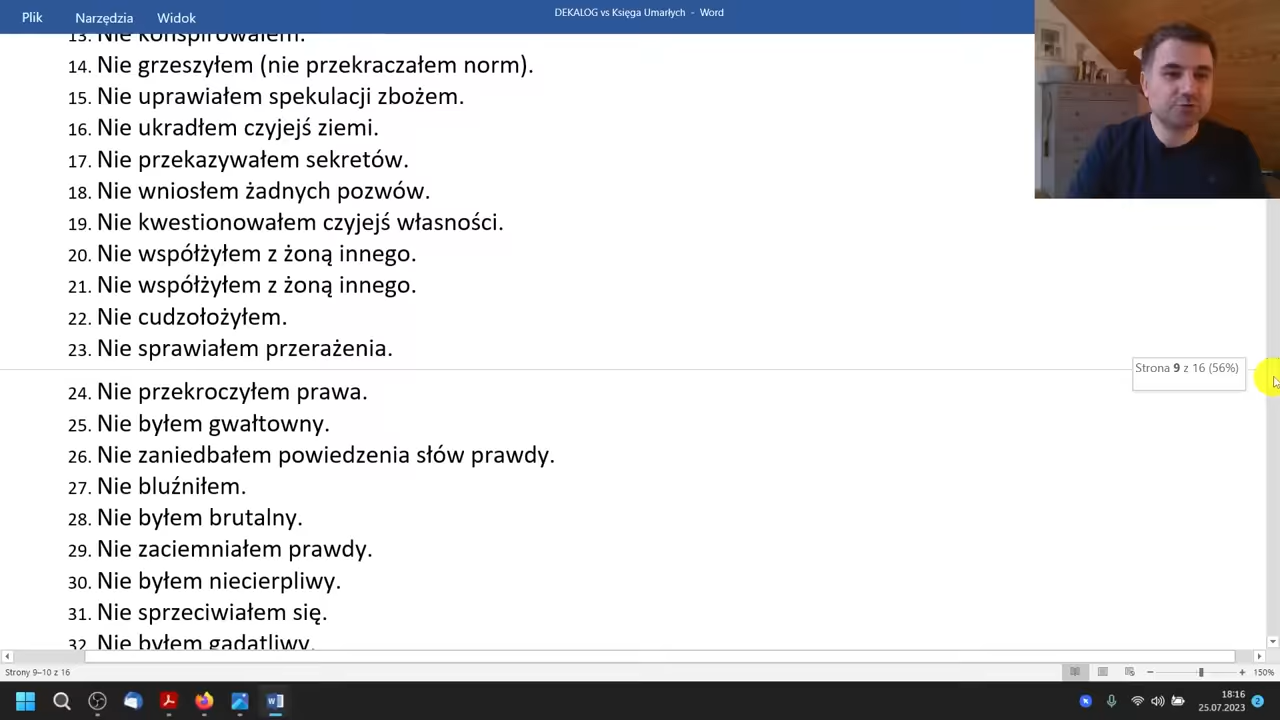 DEKALOG vs Księga Umarłych - Word
Plik Narzędzia Widok
13. Nie konspirowałem.
14. Nie grzeszyłem (nie przekraczałem norm).
15. Nie uprawiałem spekulacji zbożem.
16. Nie ukradłem czyjejś ziemi.
17. Nie przekazywałem sekretów.
18. Nie wniosłem żadnych pozwów.
19. Nie kwestionowałem czyjejś własności.
20. Nie współżyłem z żoną innego.
21. Nie współżyłem z żoną innego.
22. Nie cudzołożyłem.
23. Nie sprawiałem przerażenia.
Strona 9 z 16 (56%)
24. Nie przekroczyłem prawa.
25. Nie byłem gwałtowny.
26. Nie zaniedbałem powiedzenia słów prawdy.
27. Nie bluźniłem.
28. Nie byłem brutalny.
29. Nie zaciemniałem prawdy.
30. Nie byłem niecierpliwy.
31. Nie sprzeciwiałem się.
32. Nie byłem gadatliwy.
Strony 9–10 z 16
150%
18:16
25.07.2023
2